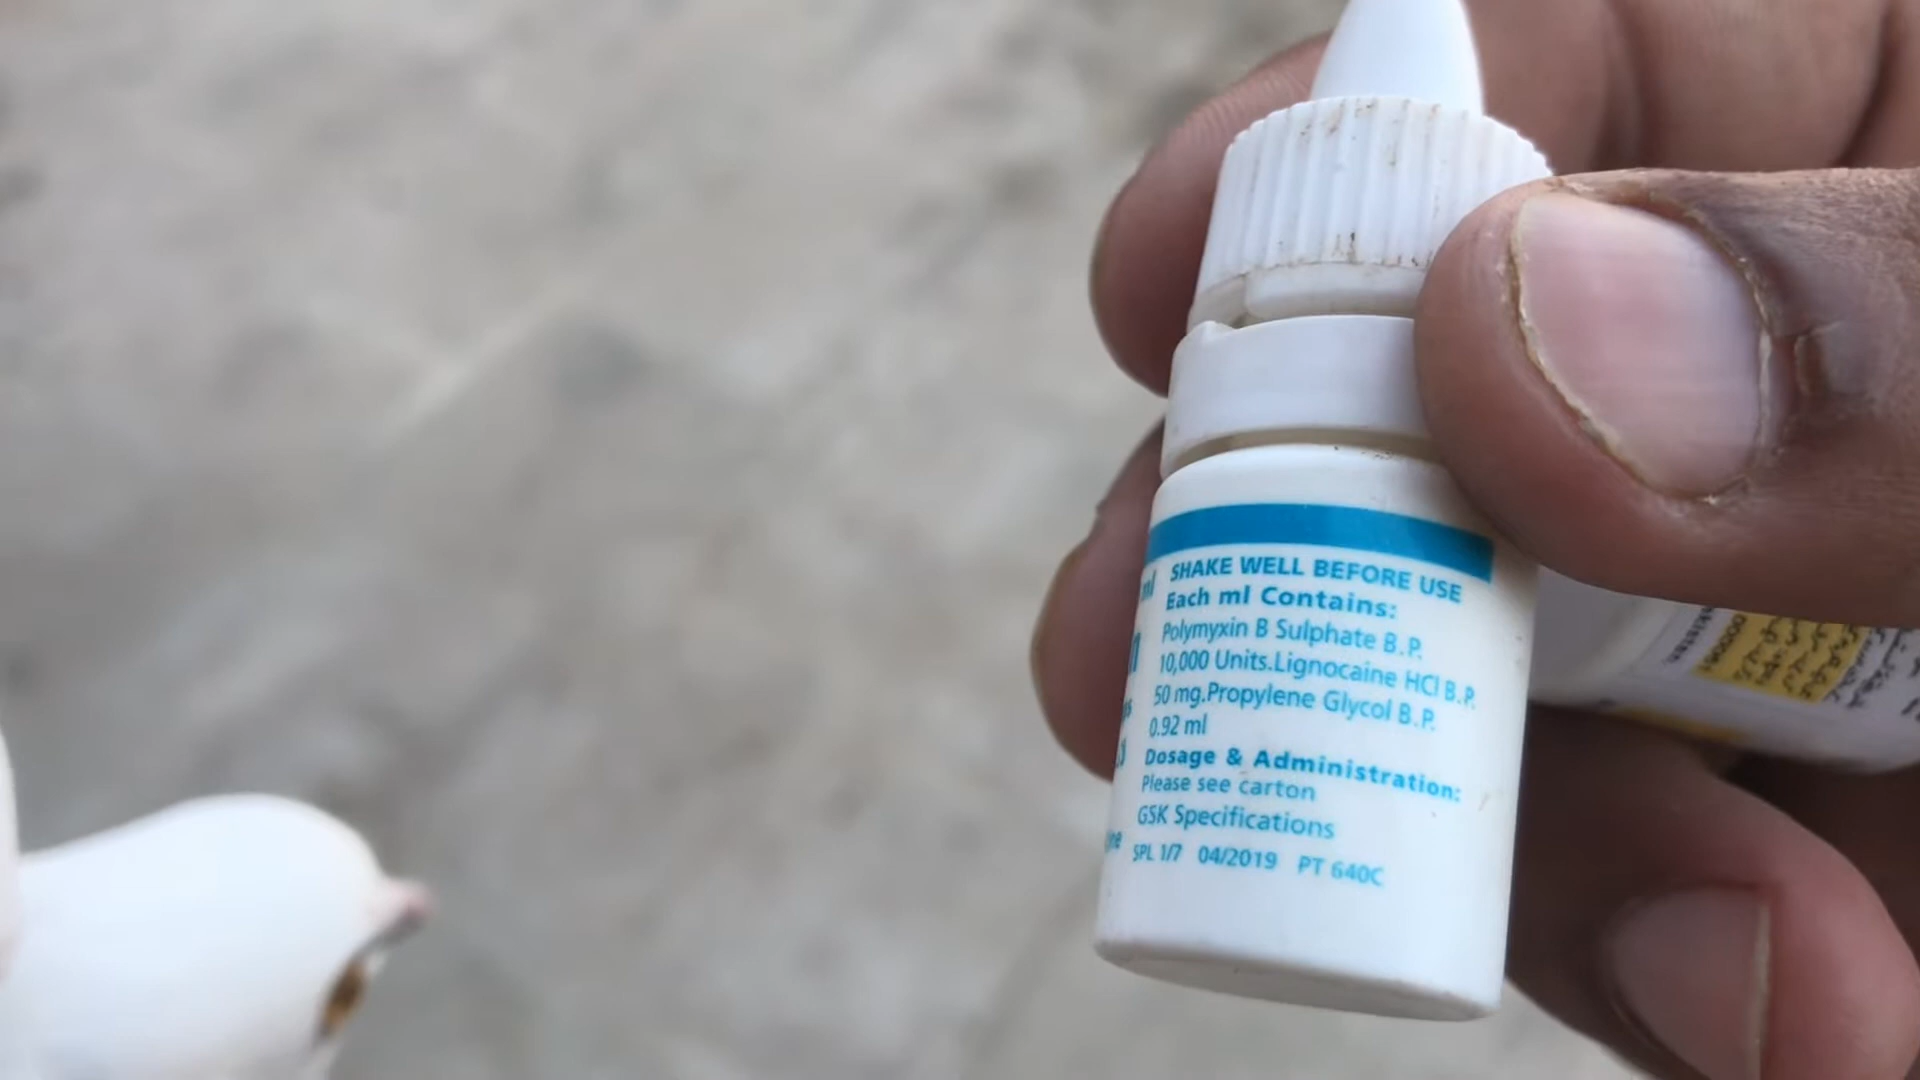 SHAKE WELL BEFORE USE
Each ml Contains:
Polymyxin B Sulphate B.P.
10,000 Units.Lignocaine HCl B.P.
50 mg.Propylene Glycol B.P.
0.92 ml
Dosage & Administration:
Please see carton
GSK Specifications
SPL 1/7 04/2019 PT 640C